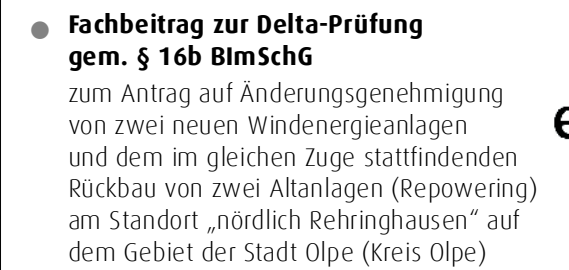 Fachbeitrag zur Delta-Prüfung
gem. § 16b BImSchG
zum Antrag auf Änderungsgenehmigung
von zwei neuen Windenergieanlagen
und dem im gleichen Zuge stattfindenden
Rückbau von zwei Altanlagen (Repowering)
am Standort „nördlich Rehringhausen“ auf
dem Gebiet der Stadt Olpe (Kreis Olpe)